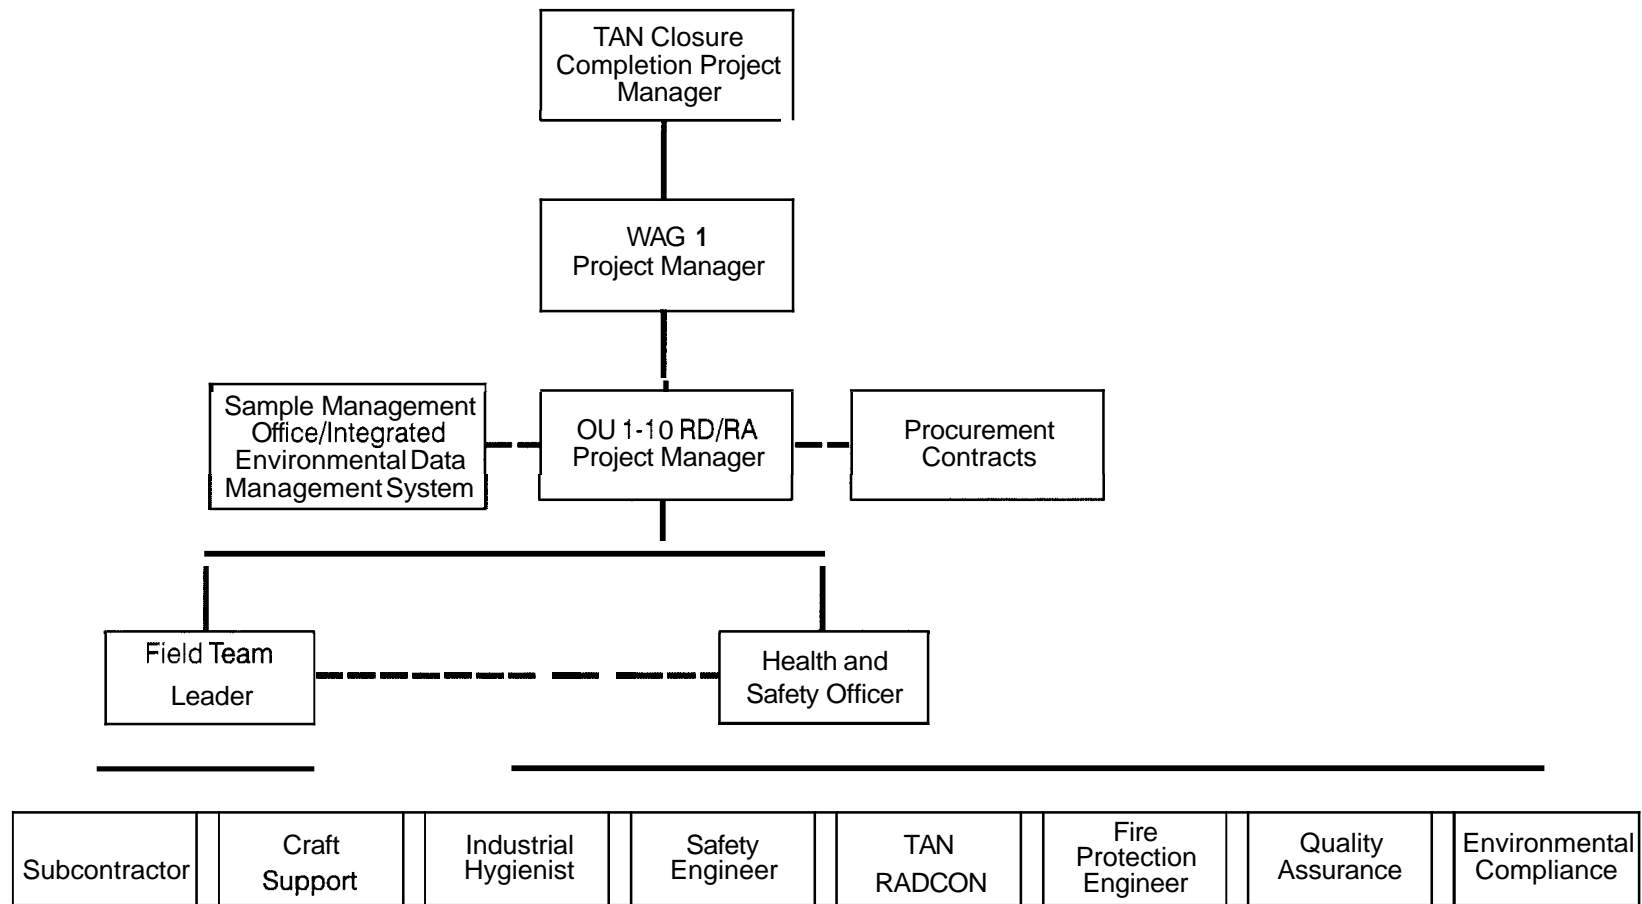 TAN Closure
Completion Project
Manager
WAG 1
Project Manager
Sample Management
Office/Integrated
Environmental Data
Management System
OU 1-10 RD/RA
Project Manager
Procurement
Contracts
Field Team
Leader
Health and
Safety Officer
Subcontractor
Craft
Support
Industrial
Hygienist
Safety
Engineer
TAN
RADCON
Fire
Protection
Engineer
Quality
Assurance
Environmental
Compliance